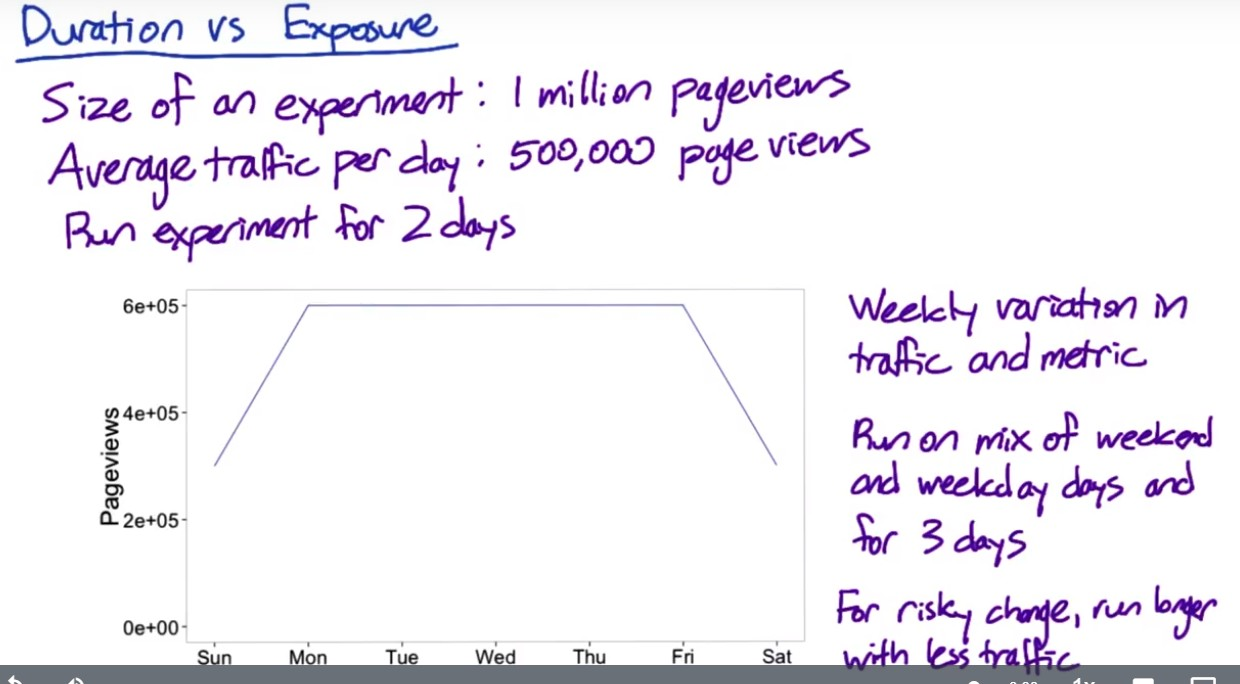 Duration vs Exposure
Size of an experiment: 1 million pageviews
Average traffic per day: 500,000 page views
Run experiment for 2 days
6e+05
4e+05
2e+05
0e+00
Pageviews
Sun Mon Tue Wed Thu Fri Sat
Weekly variation in
traffic and metric
Run on mix of weekend
and weekday days and
for 3 days
For risky change, run longer
with less traffic